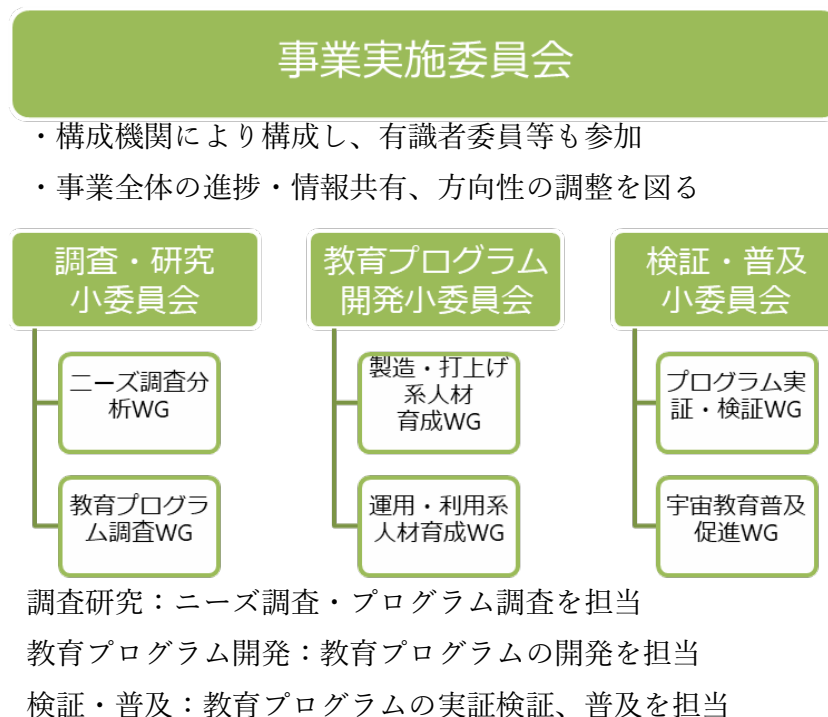 事業実施委員会
・構成機関により構成し、有識者委員等も参加
・事業全体の進捗・情報共有、方向性の調整を図る
調査・研究
小委員会
ニーズ調査分
析WG
教育プログラ
ム調査WG
教育プログラム
開発小委員会
製造・打上げ
系人材
育成WG
運用・利用系
人材育成WG
検証・普及
小委員会
プログラム実
証・検証WG
宇宙教育普及
促進WG
調査研究：ニーズ調査・プログラム調査を担当
教育プログラム開発：教育プログラムの開発を担当
検証・普及：教育プログラムの実証検証、普及を担当